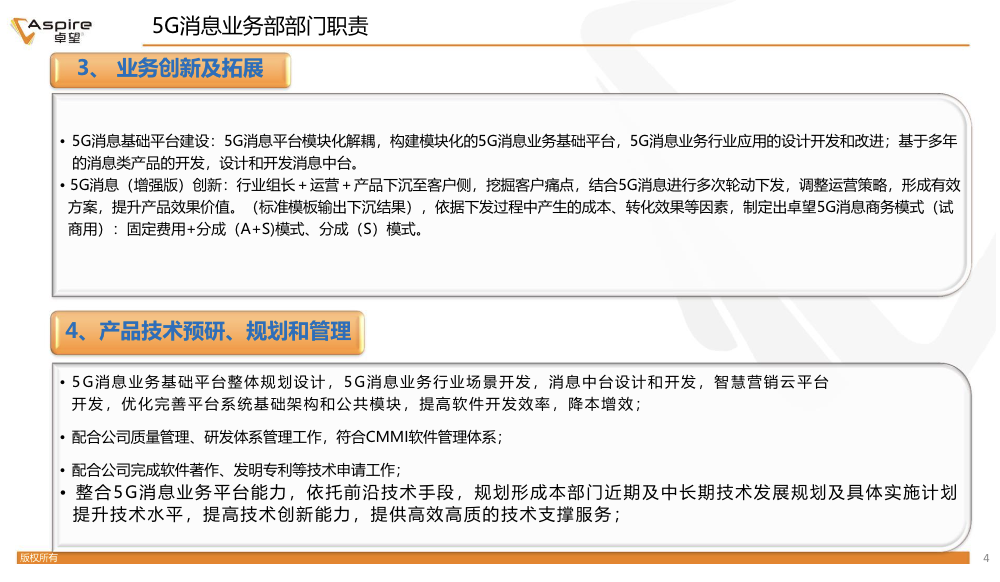 Aspire
卓望
5G消息业务部部门职责
3、 业务创新及拓展
• 5G消息基础平台建设：5G消息平台模块化解耦，构建模块化的5G消息业务基础平台，5G消息业务行业应用的设计开发和改进；基于多年
的消息类产品的开发，设计和开发消息中台。
• 5G消息（增强版）创新：行业组长＋运营＋产品下沉至客户侧，挖掘客户痛点，结合5G消息进行多次轮动下发，调整运营策略，形成有效
方案，提升产品效果价值。（标准模板输出下沉结果），依据下发过程中产生的成本、转化效果等因素，制定出卓望5G消息商务模式（试
商用）：固定费用+分成（A+S)模式、分成（S）模式。
4、产品技术预研、规划和管理
• 5G消息业务基础平台整体规划设计，5G消息业务行业场景开发，消息中台设计和开发，智慧营销云平台
开发，优化完善平台系统基础架构和公共模块，提高软件开发效率，降本增效；
• 配合公司质量管理、研发体系管理工作，符合CMMI软件管理体系；
• 配合公司完成软件著作、发明专利等技术申请工作；
• 整合5G消息业务平台能力，依托前沿技术手段，规划形成本部门近期及中长期技术发展规划及具体实施计划
提升技术水平，提高技术创新能力，提供高效高质的技术支撑服务；
版权所有
4